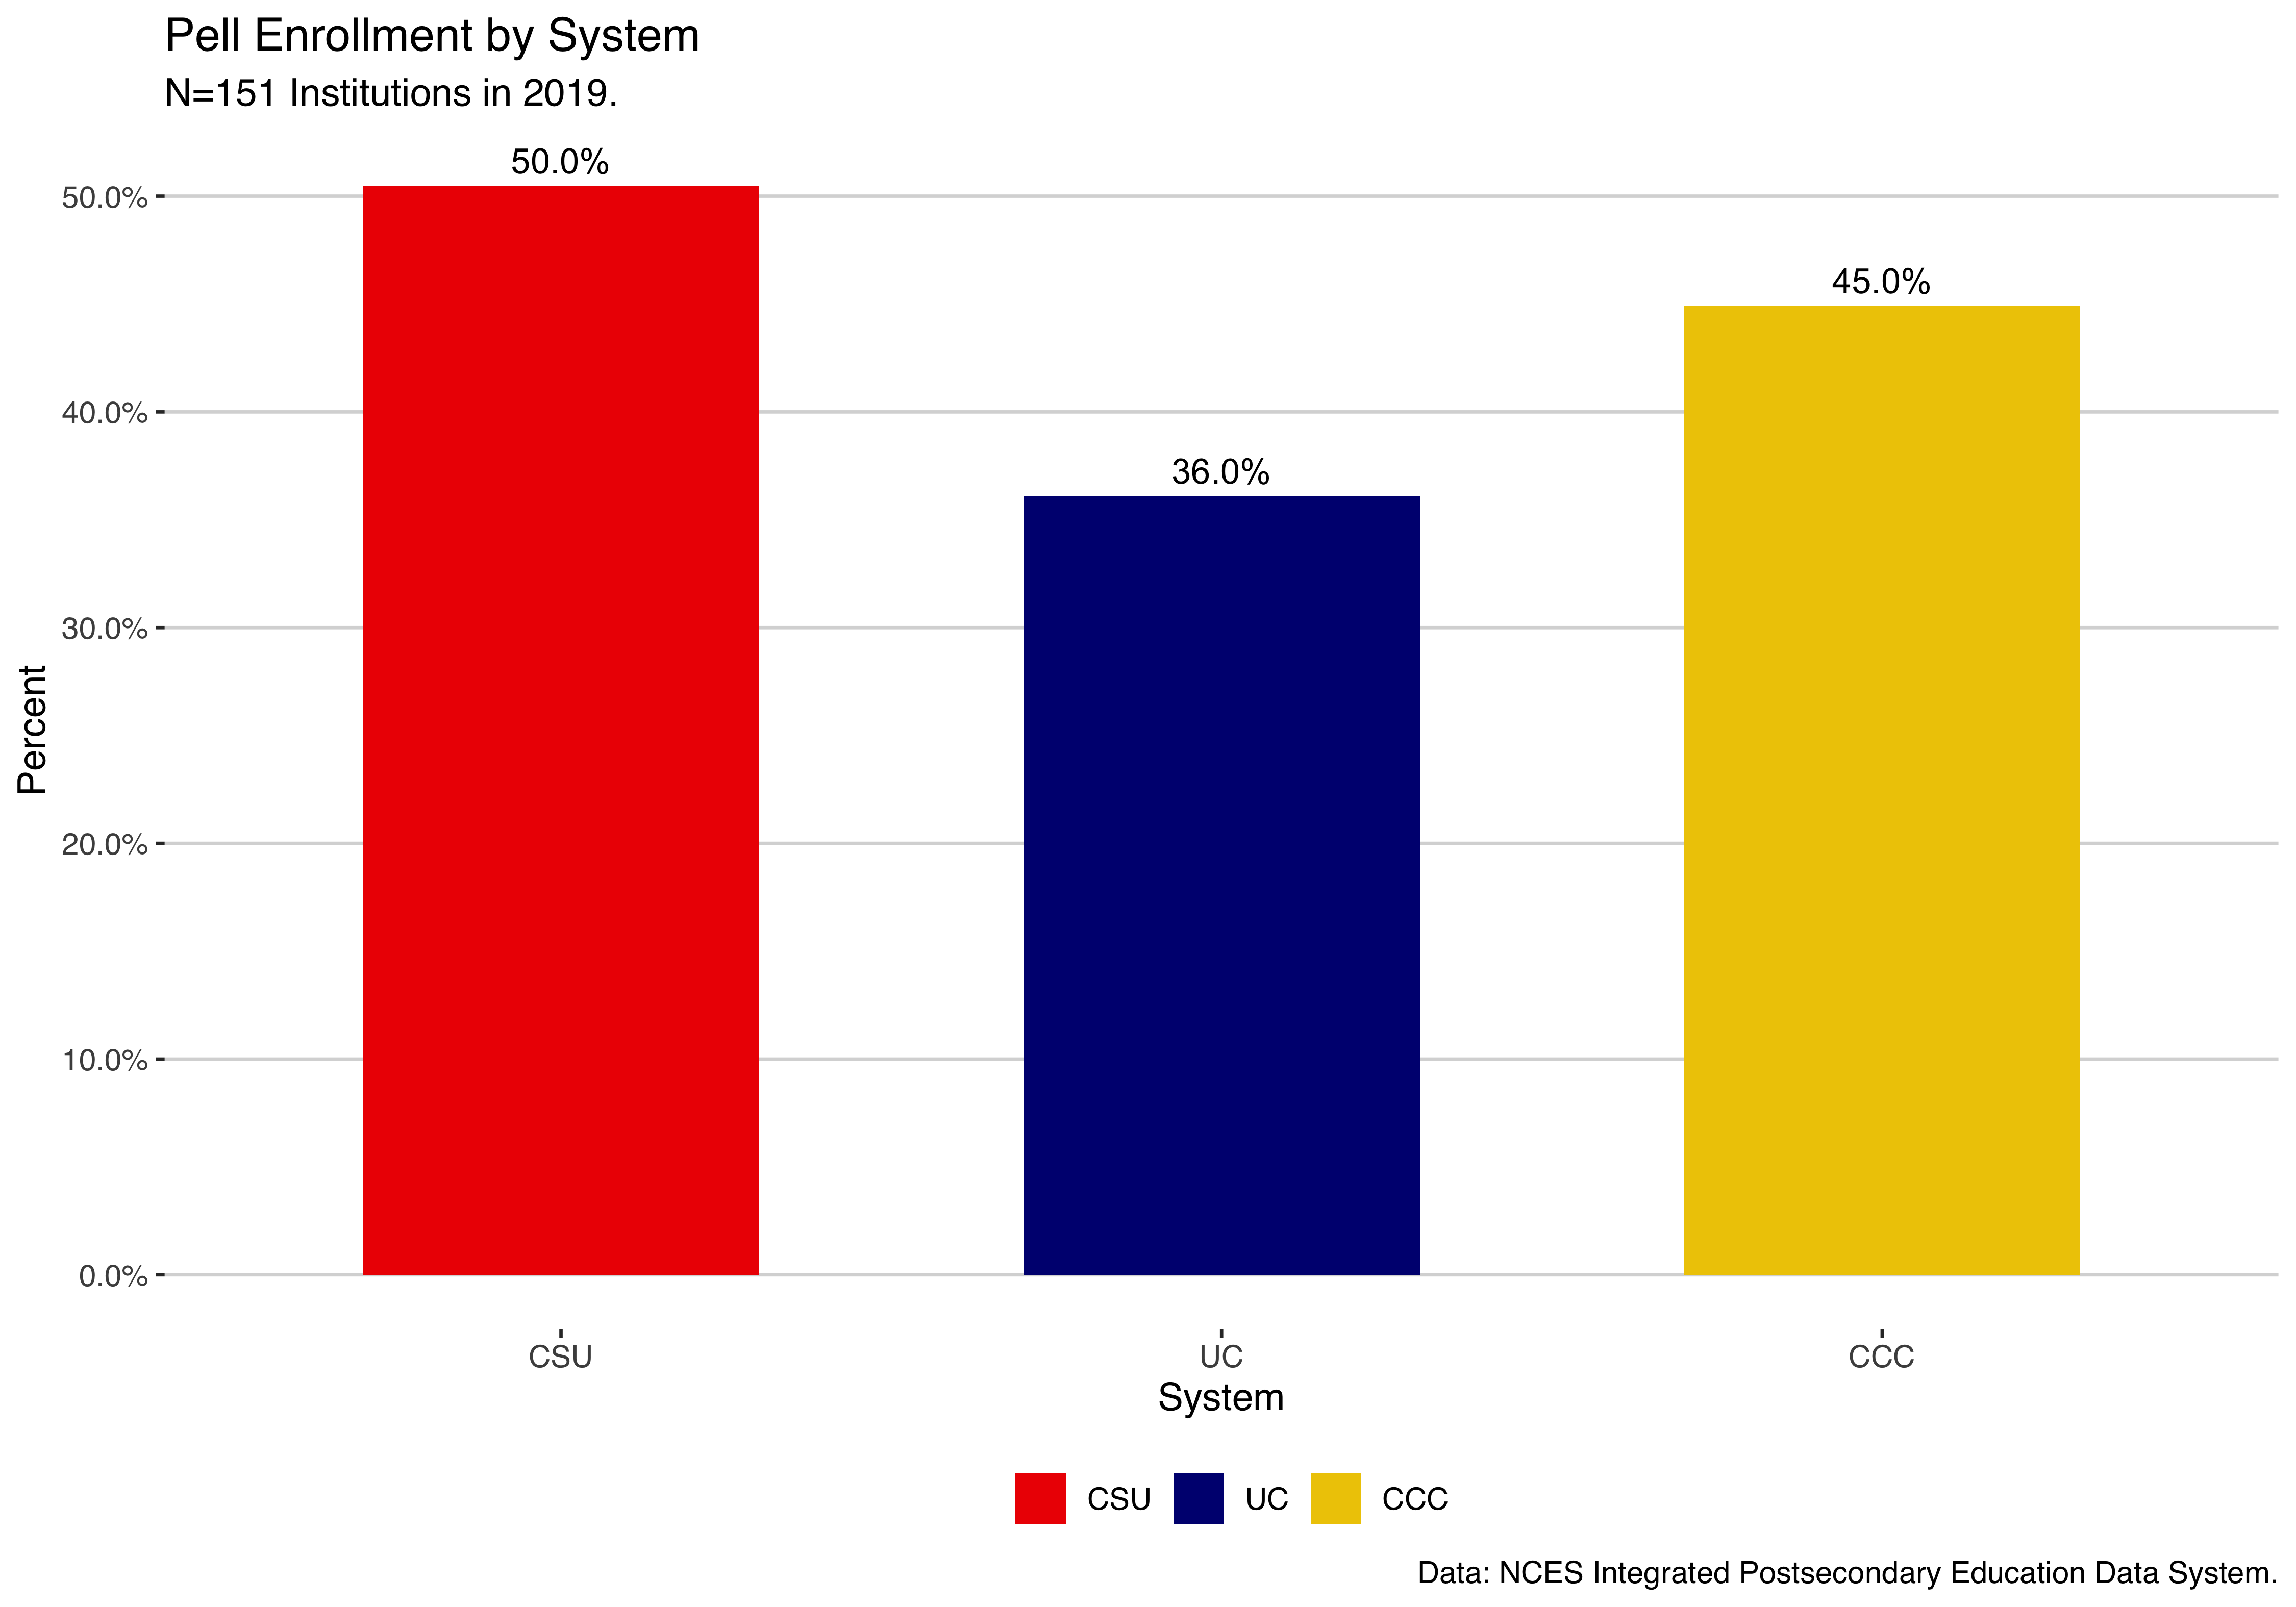 Pell Enrollment by System
N=151 Institutions in 2019.
50.0%
50.0%
45.0%
40.0%
36.0%
30.0%
Percent
20.0%
10.0%
0.0%
CSU UC CCC
System
CSU UC CCC
Data: NCES Integrated Postsecondary Education Data System.